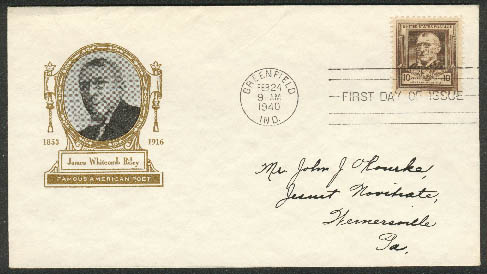 1853 1916
James Whitcomb Riley
FAMOUS AMERICAN POET
GREENFIELD
FEB 24
9 AM
1940
IND.
10 10
FIRST DAY OF ISSUE
Mr John J O'Rourke,
Jesuit Novitiate,
Wernersville
Pa.